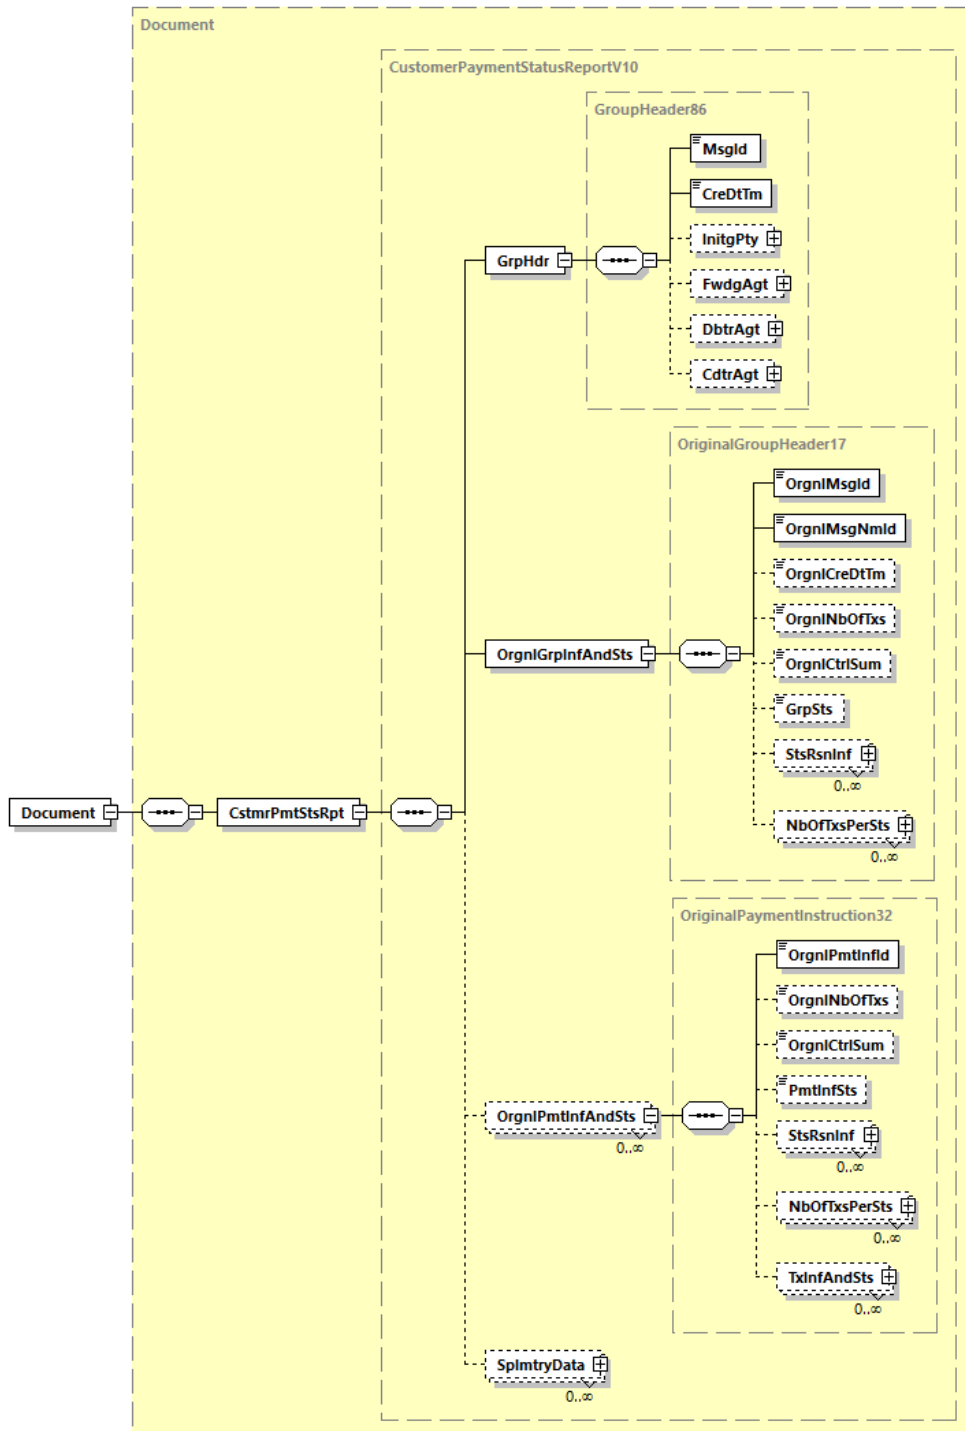 Document
CustomerPaymentStatusReportV10
GroupHeader86
MsgId
CreDtTm
InitgPty
GrpHdr
FwdgAgt
DbtrAgt
CdtrAgt
OriginalGroupHeader17
OrgnlMsgId
OrgnlMsgNmId
OrgnlCreDtTm
OrgnlNbOfTxs
OrgnlGrpInfAndSts
OrgnlCtrlSum
GrpSts
StsRsnInf
0..∞
Document
CstmrPmtStsRpt
NbOfTxsPerSts
0..∞
OriginalPaymentInstruction32
OrgnlPmtInfId
OrgnlNbOfTxs
OrgnlCtrlSum
PmtInfSts
OrgnlPmtInfAndSts
0..∞
StsRsnInf
0..∞
NbOfTxsPerSts
0..∞
TxInfAndSts
0..∞
SplmtryData
0..∞